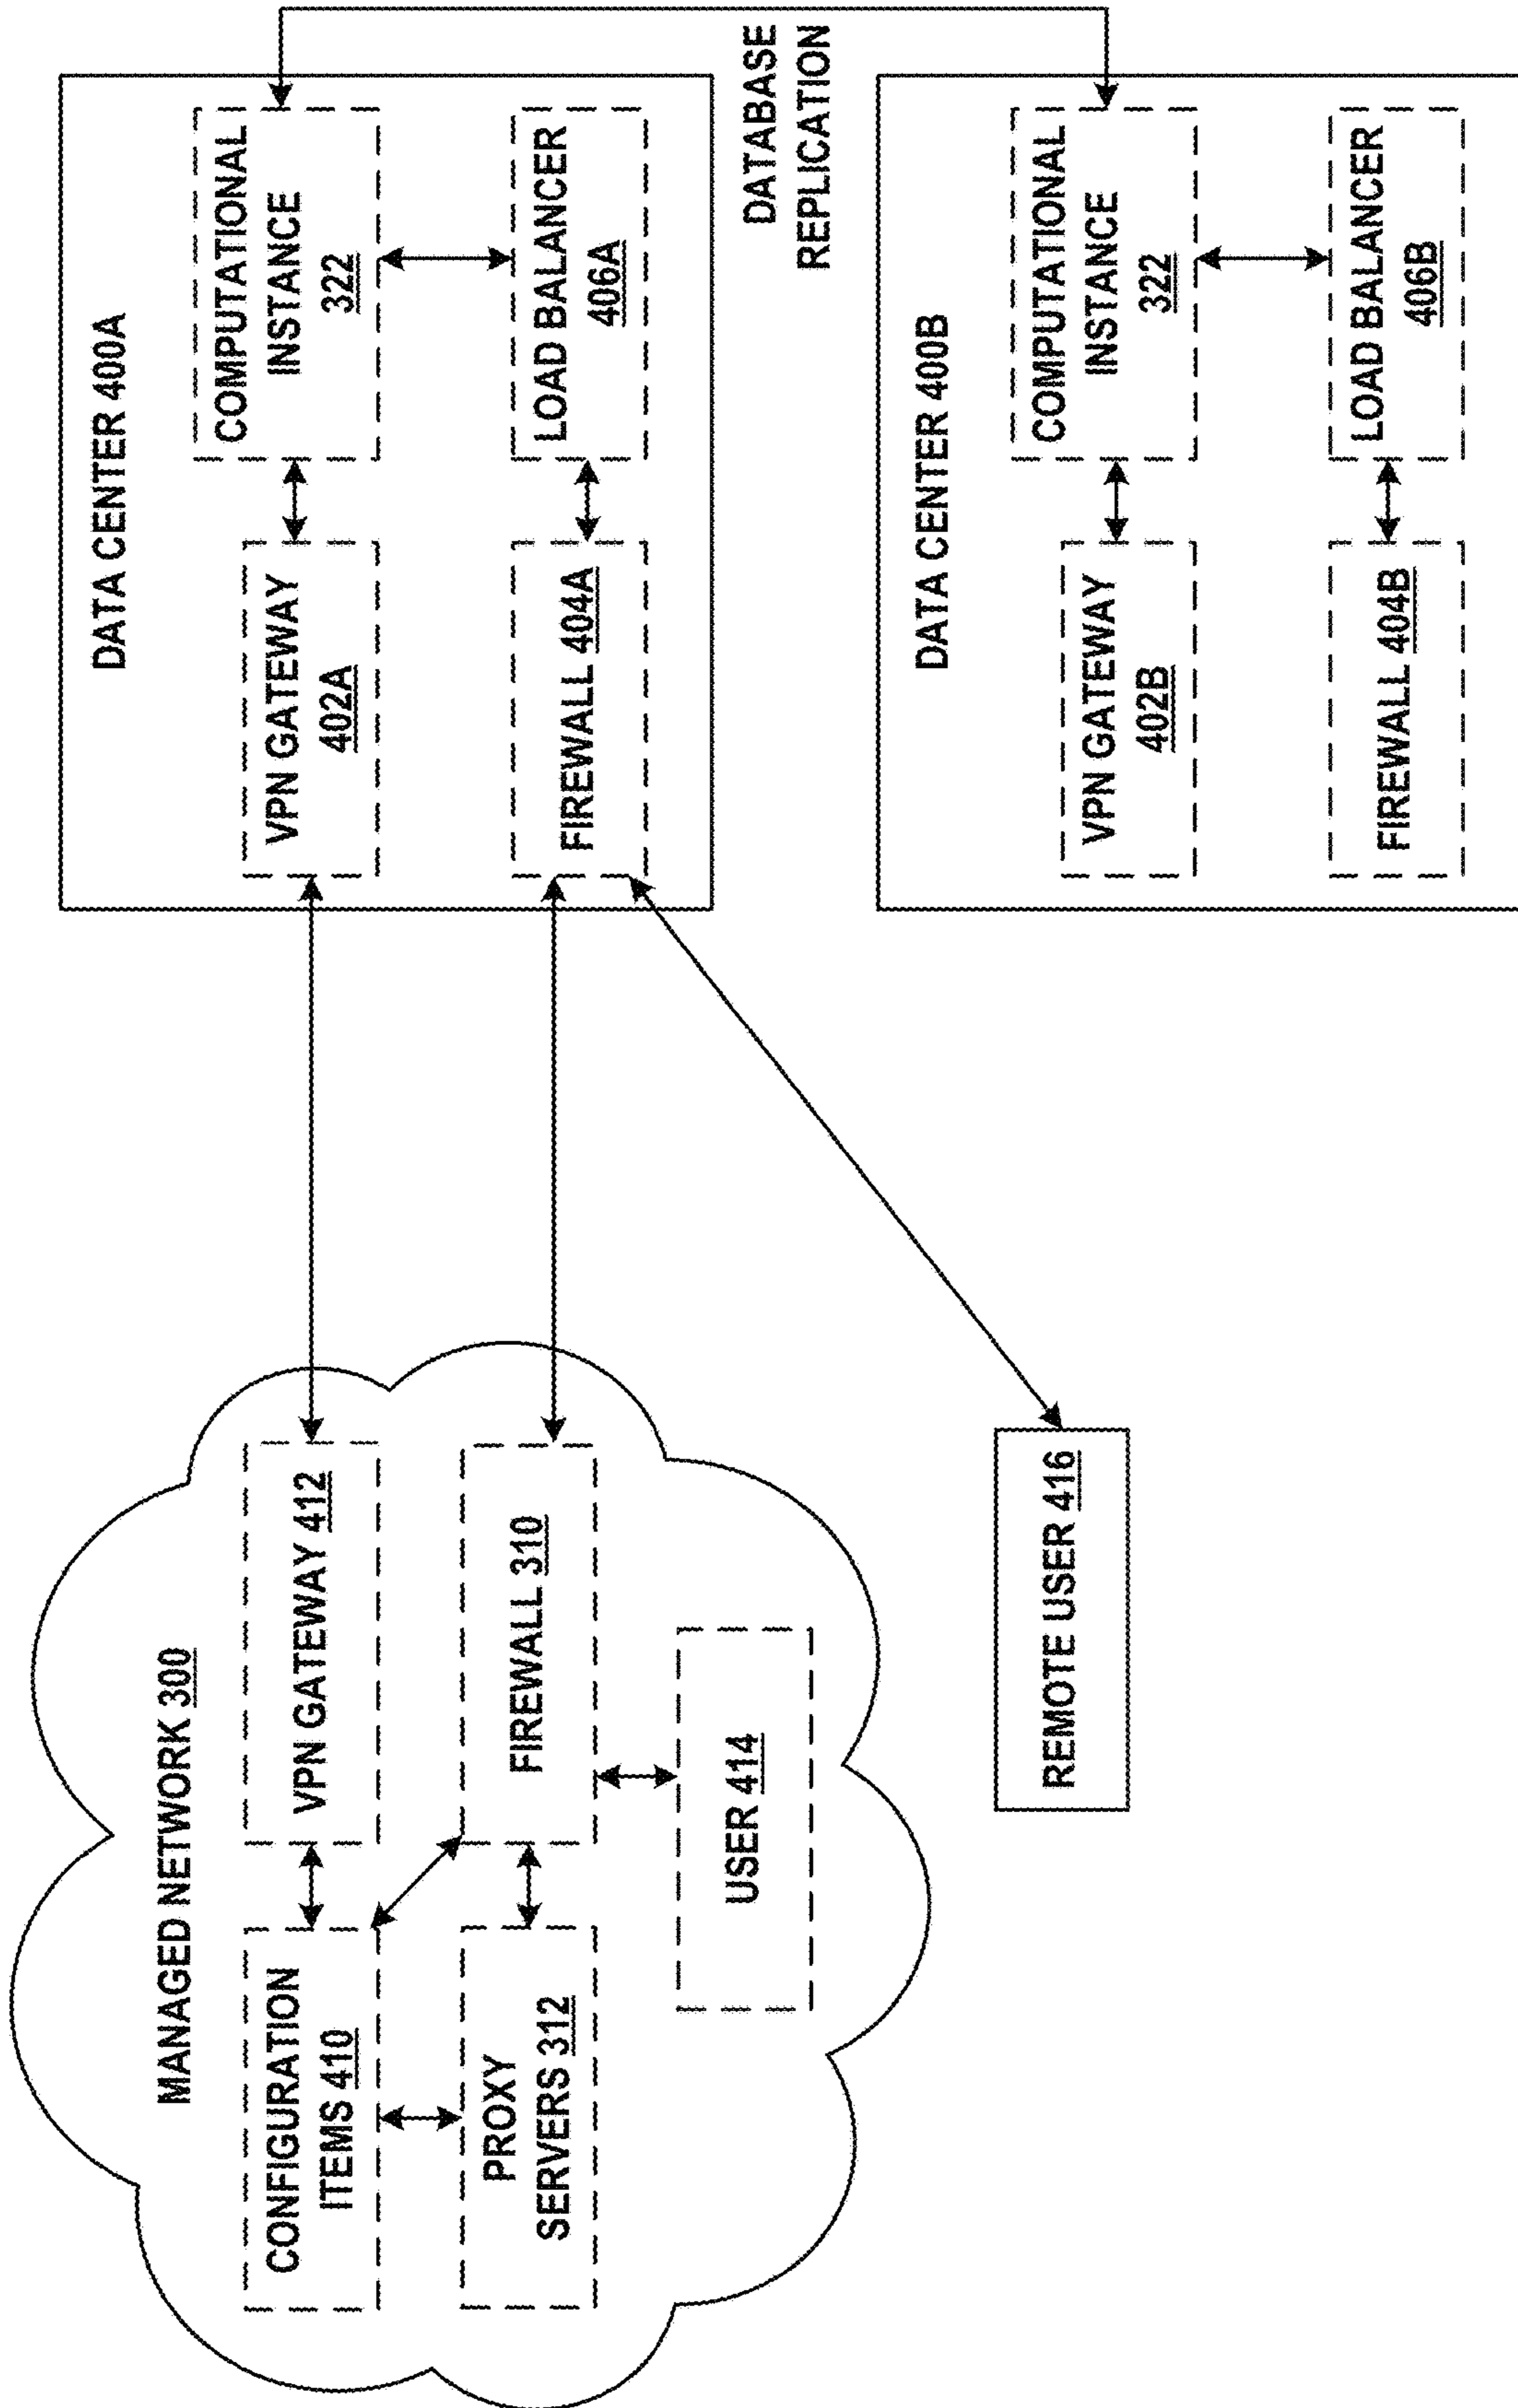 MANAGED NETWORK 300
CONFIGURATION
ITEMS 410
VPN GATEWAY 412
PROXY
SERVERS 312
FIREWALL 310
USER 414
REMOTE USER 416
DATA CENTER 400A
VPN GATEWAY
402A
COMPUTATIONAL
INSTANCE
322
FIREWALL 404A
LOAD BALANCER
406A
DATABASE
REPLICATION
DATA CENTER 400B
VPN GATEWAY
402B
COMPUTATIONAL
INSTANCE
322
FIREWALL 404B
LOAD BALANCER
406B